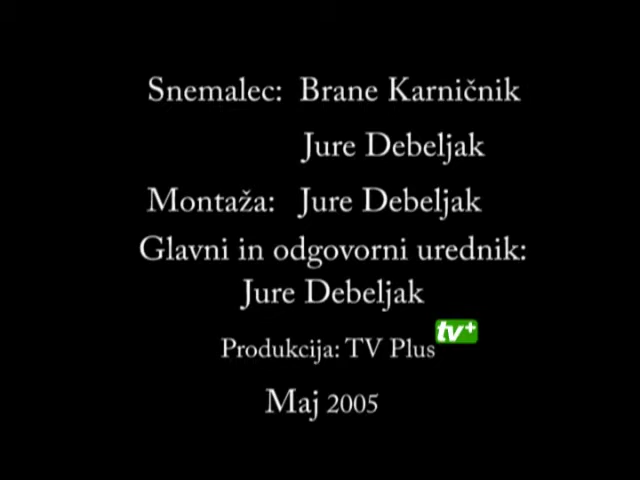 Snemalec: Brane Karničnik
Jure Debeljak
Montaža: Jure Debeljak
Glavni in odgovorni urednik:
Jure Debeljak
Produkcija: TV Plus tv+
Maj 2005